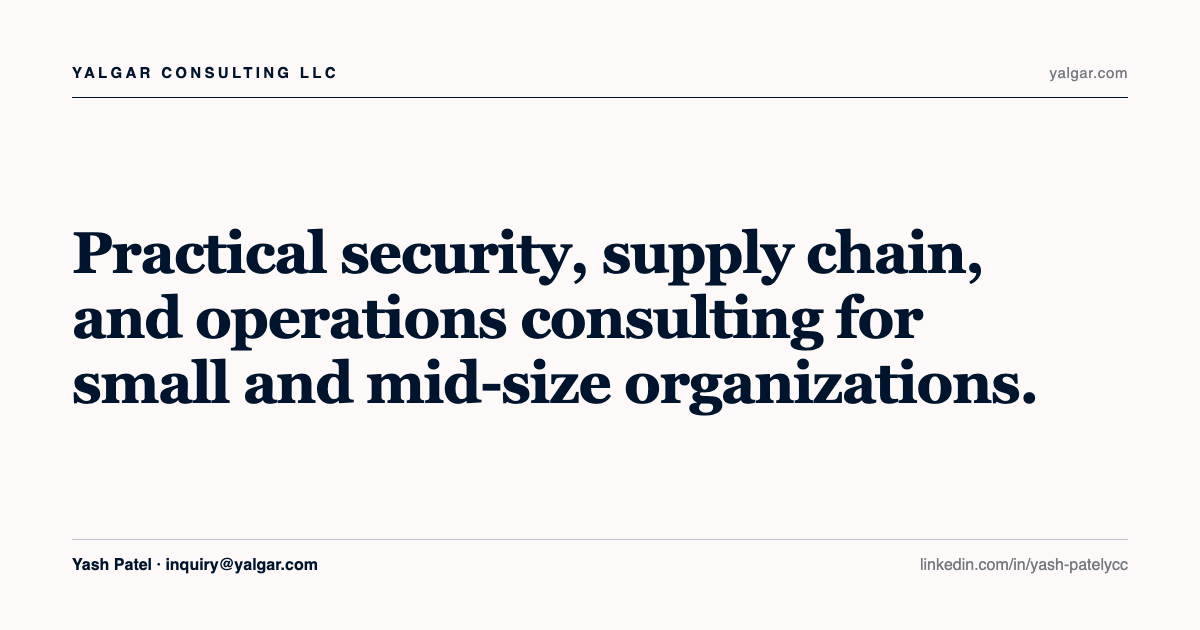 YALGAR CONSULTING LLC
yalgar.com
Practical security, supply chain,
and operations consulting for
small and mid-size organizations.
Yash Patel · inquiry@yalgar.com
linkedin.com/in/yash-patelycc